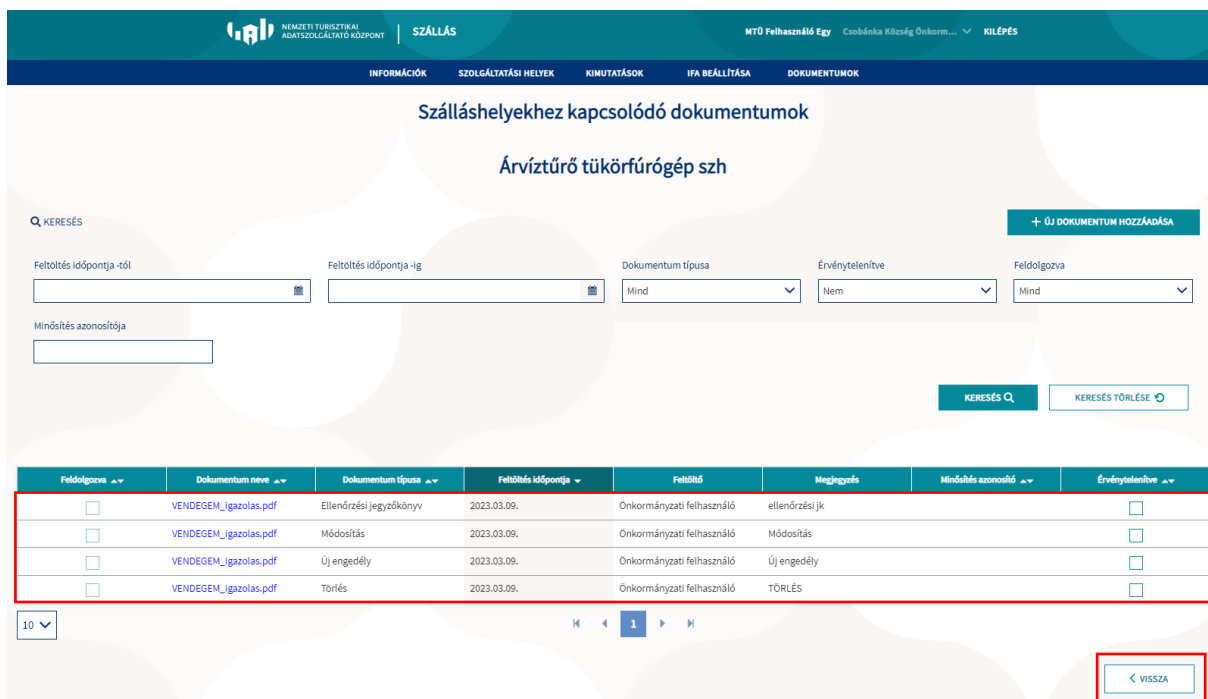 NEMZETI TURISZTIKAI
ADATSZOLGÁLTATÓ KÖZPONT
SZÁLLÁS
MTÜ Felhasználó Egy Csobánka Község Önkorm... KILÉPÉS
INFORMÁCIÓK SZOLGÁLTATÁSI HELYEK KIMUTATÁSOK IFA BEÁLLÍTÁSA DOKUMENTUMOK
Szálláshelyekhez kapcsolódó dokumentumok
Árvíztűrő tükörfúrógép szh
KERESÉS
+ ÚJ DOKUMENTUM HOZZÁADÁSA
Feltöltés időpontja -tól Feltöltés időpontja -ig Dokumentum típusa Érvénytelenítve Feldolgozva
Mind Nem Mind
Minősítés azonosítója
KERESÉS KERESÉS TÖRLÉSE
Feldolgozva Dokumentum neve Dokumentum típusa Feltöltés időpontja Feltöltő Megjegyzés Minősítés azonosító Érvénytelenítve
VENDEGEM_igazolas.pdf Ellenőrzési jegyzőkönyv 2023.03.09. Önkormányzati felhasználó ellenőrzési jk
VENDEGEM_igazolas.pdf Módosítás 2023.03.09. Önkormányzati felhasználó Módosítás
VENDEGEM_igazolas.pdf Új engedély 2023.03.09. Önkormányzati felhasználó Új engedély
VENDEGEM_igazolas.pdf Törlés 2023.03.09. Önkormányzati felhasználó TÖRLÉS
10 1
VISSZA